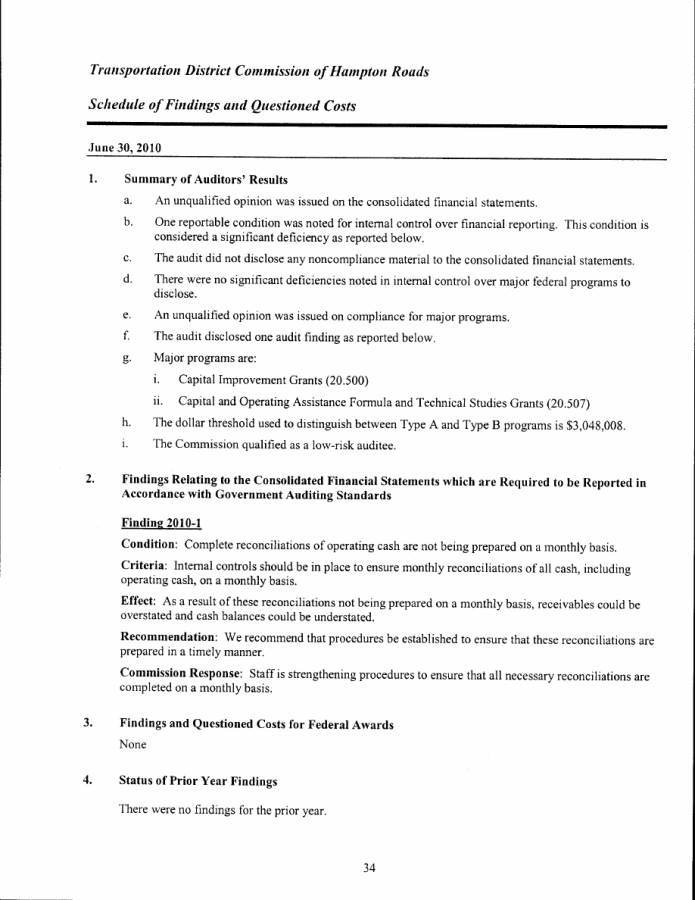 Transportation District Commission of Hampton Roads
Schedule of Findings and Questioned Costs
June 30, 2010
1. Summary of Auditors' Results
a. An unqualified opinion was issued on the consolidated financial statements.
b. One reportable condition was noted for internal control over financial reporting. This condition is
considered a significant deficiency as reported below.
c. The audit did not disclose any noncompliance material to the consolidated financial statements.
d. There were no significant deficiencies noted in internal control over major federal programs to
disclose.
e. An unqualified opinion was issued on compliance for major programs.
f. The audit disclosed one audit finding as reported below.
g. Major programs are:
i. Capital Improvement Grants (20.500)
ii. Capital and Operating Assistance Formula and Technical Studies Grants (20.507)
h. The dollar threshold used to distinguish between Type A and Type B programs is $3,048,008.
i. The Commission qualified as a low-risk auditee.
2. Findings Relating to the Consolidated Financial Statements which are Required to be Reported in
Accordance with Government Auditing Standards
Finding 2010-1
Condition: Complete reconciliations of operating cash are not being prepared on a monthly basis.
Criteria: Internal controls should be in place to ensure monthly reconciliations of all cash, including
operating cash, on a monthly basis.
Effect: As a result of these reconciliations not being prepared on a monthly basis, receivables could be
overstated and cash balances could be understated.
Recommendation: We recommend that procedures be established to ensure that these reconciliations are
prepared in a timely manner.
Commission Response: Staff is strengthening procedures to ensure that all necessary reconciliations are
completed on a monthly basis.
3. Findings and Questioned Costs for Federal Awards
None
4. Status of Prior Year Findings
There were no findings for the prior year.
34